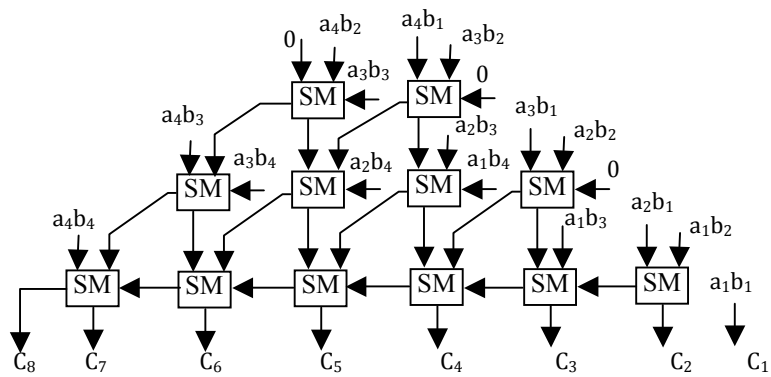 0 a₄b₂ a₄b₁ a₃b₂
SM a₃b₃ SM 0
a₄b₃ a₂b₃ a₃b₁ a₂b₂
SM a₃b₄ SM a₂b₄ SM a₁b₄ SM 0
a₄b₄ a₁b₃ a₂b₁ a₁b₂
SM SM SM SM SM SM a₁b₁
C₈ C₇ C₆ C₅ C₄ C₃ C₂ C₁